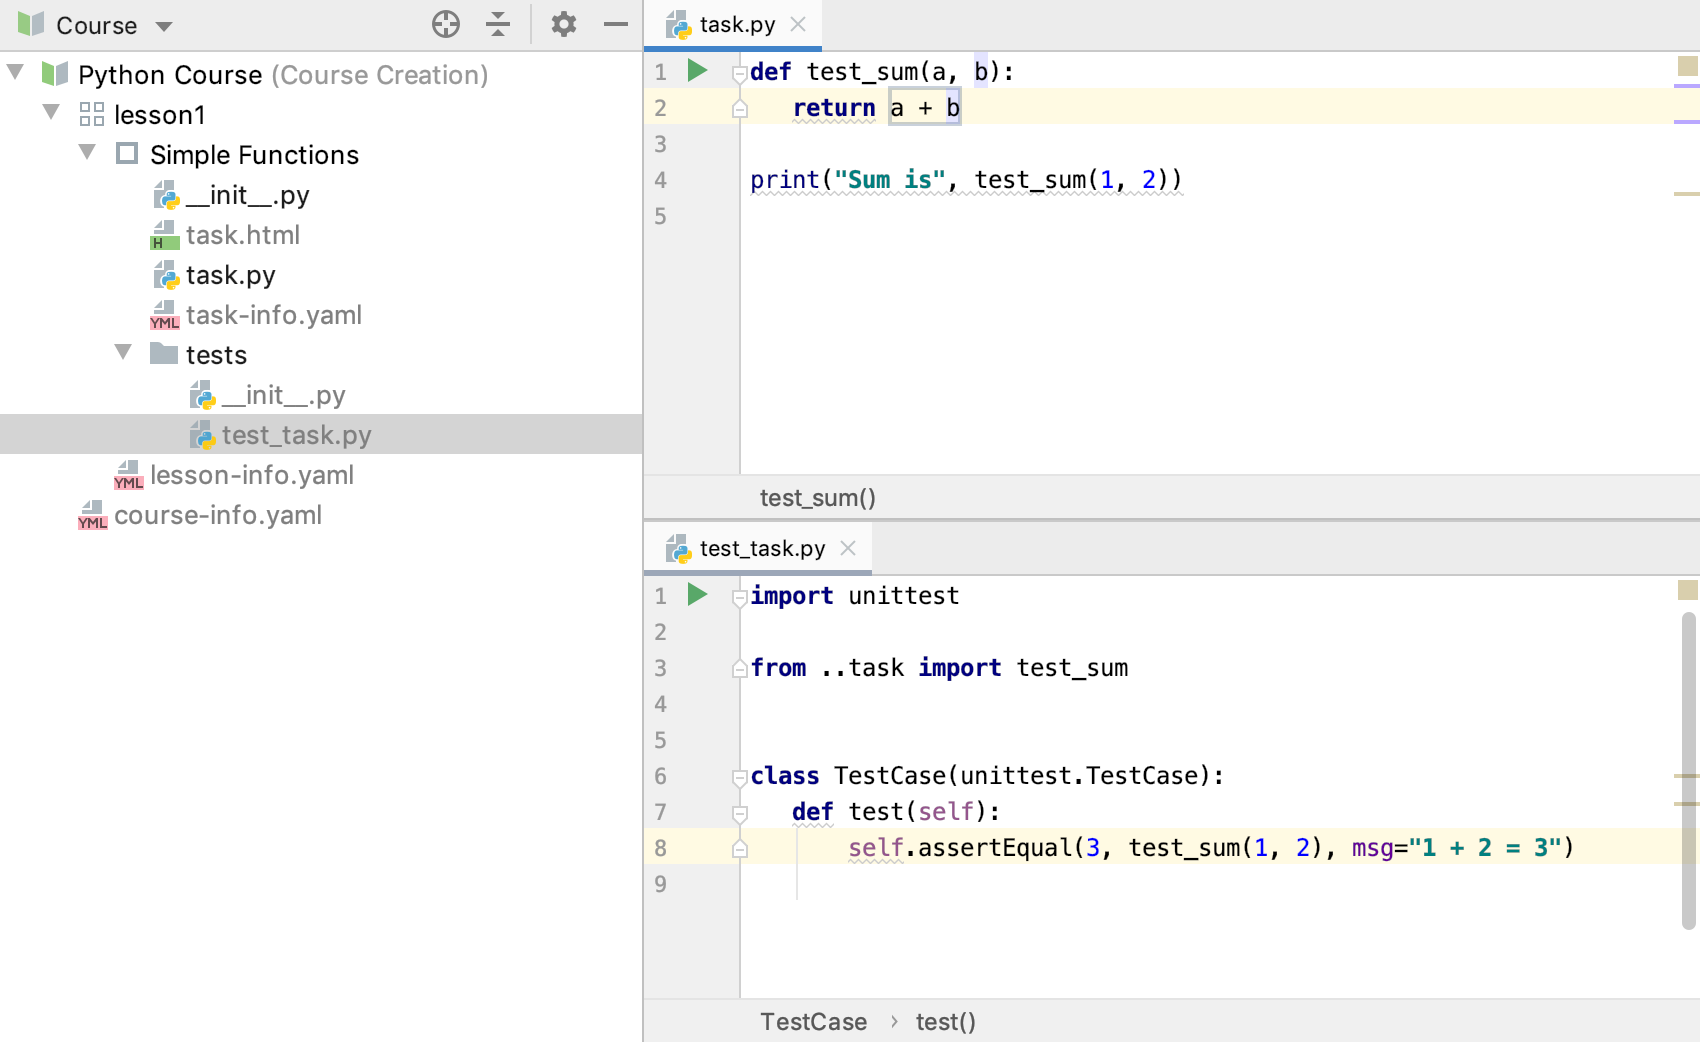 Course
Python Course (Course Creation)
lesson1
Simple Functions
__init__.py
H task.html
task.py
YML task-info.yaml
tests
__init__.py
test_task.py
YML lesson-info.yaml
YML course-info.yaml
task.py
1 def test_sum(a, b):
2 return a + b
3
4 print("Sum is", test_sum(1, 2))
5
test_sum()
test_task.py
1 import unittest
2
3 from ..task import test_sum
4
5
6 class TestCase(unittest.TestCase):
7 def test(self):
8 self.assertEqual(3, test_sum(1, 2), msg="1 + 2 = 3")
9
TestCase › test()